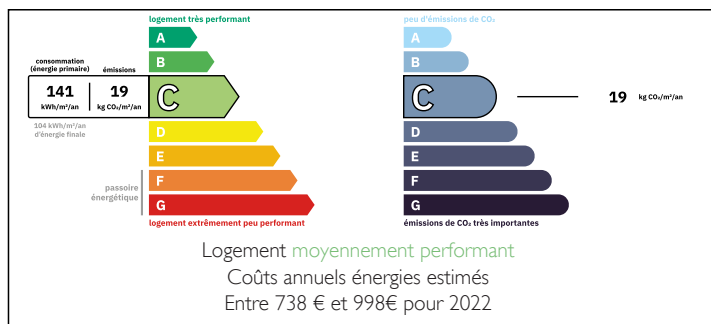 logement très performant
consommation
(énergie primaire)
émissions
141
kWh/m²/an
19
kg CO₂/m²/an
104 kWh/m²/an
d'énergie finale
passoire
énergétique
A
B
C
D
E
F
G
logement extrêmement peu performant
peu d'émissions de CO₂
A
B
C
D
E
F
G
19 kg CO₂/m²/an
émissions de CO₂ très importantes
Logement moyennement performant
Coûts annuels énergies estimés
Entre 738 € et 998€ pour 2022